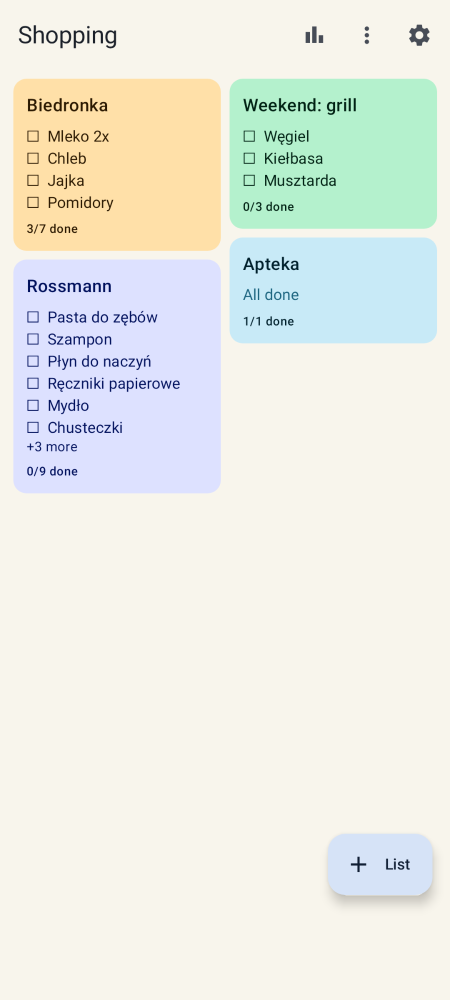 Shopping
Biedronka
☐ Mleko 2x
☐ Chleb
☐ Jajka
☐ Pomidory
3/7 done
Rossmann
☐ Pasta do zębów
☐ Szampon
☐ Płyn do naczyń
☐ Ręczniki papierowe
☐ Mydło
☐ Chusteczki
+3 more
0/9 done
Weekend: grill
☐ Węgiel
☐ Kiełbasa
☐ Musztarda
0/3 done
Apteka
All done
1/1 done
+ List